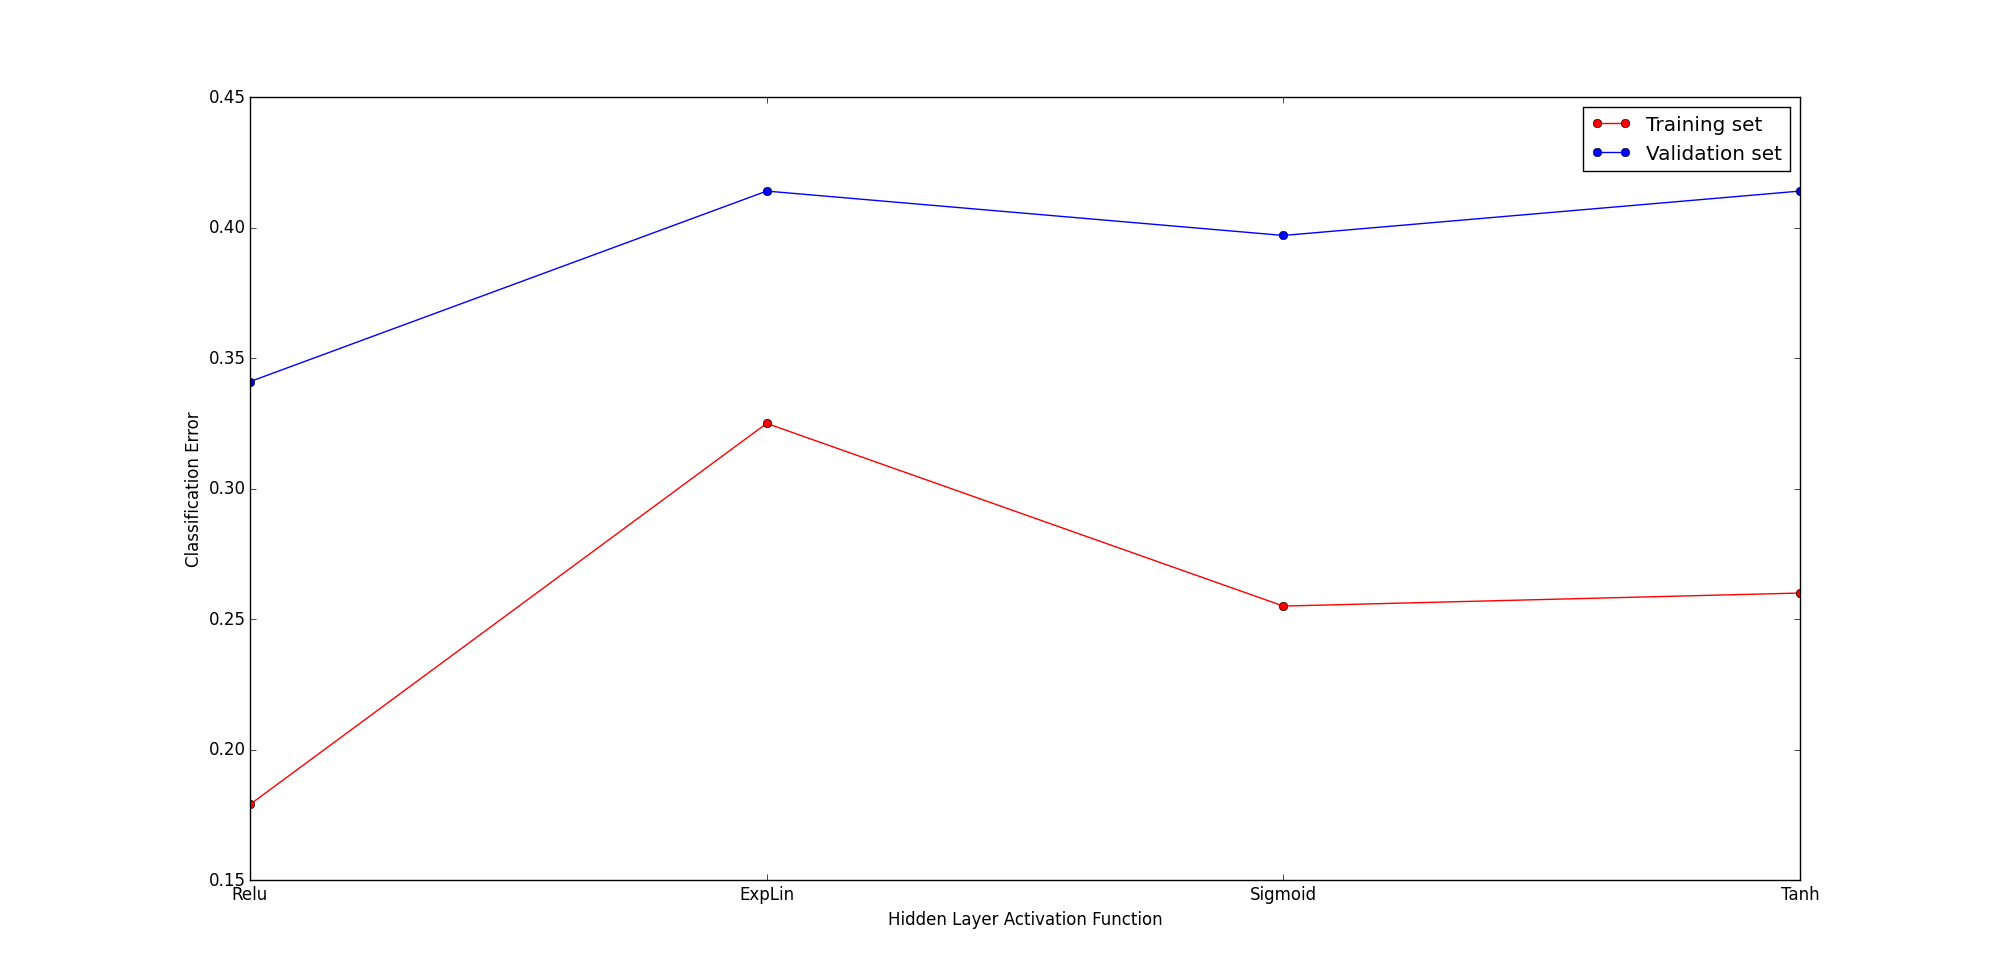 0.45
0.40
0.35
0.30
0.25
0.20
0.15
Classification Error
Training set
Validation set
Relu ExpLin Sigmoid Tanh
Hidden Layer Activation Function